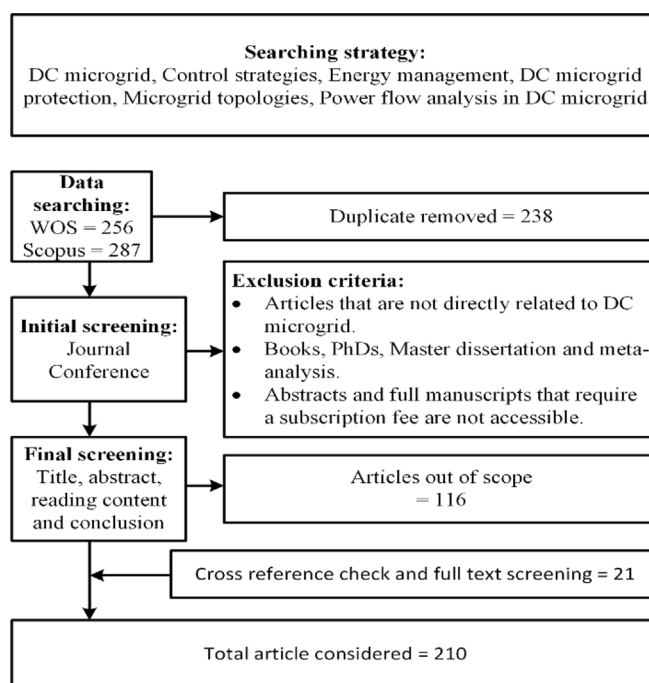 Searching strategy:
DC microgrid, Control strategies, Energy management, DC microgrid
protection, Microgrid topologies, Power flow analysis in DC microgrid
Data
searching:
WOS = 256
Scopus = 287
Duplicate removed = 238
Initial screening:
Journal
Conference
Exclusion criteria:
• Articles that are not directly related to DC
microgrid.
• Books, PhDs, Master dissertation and meta-
analysis.
• Abstracts and full manuscripts that require
a subscription fee are not accessible.
Final screening:
Title, abstract,
reading content
and conclusion
Articles out of scope
= 116
Cross reference check and full text screening = 21
Total article considered = 210